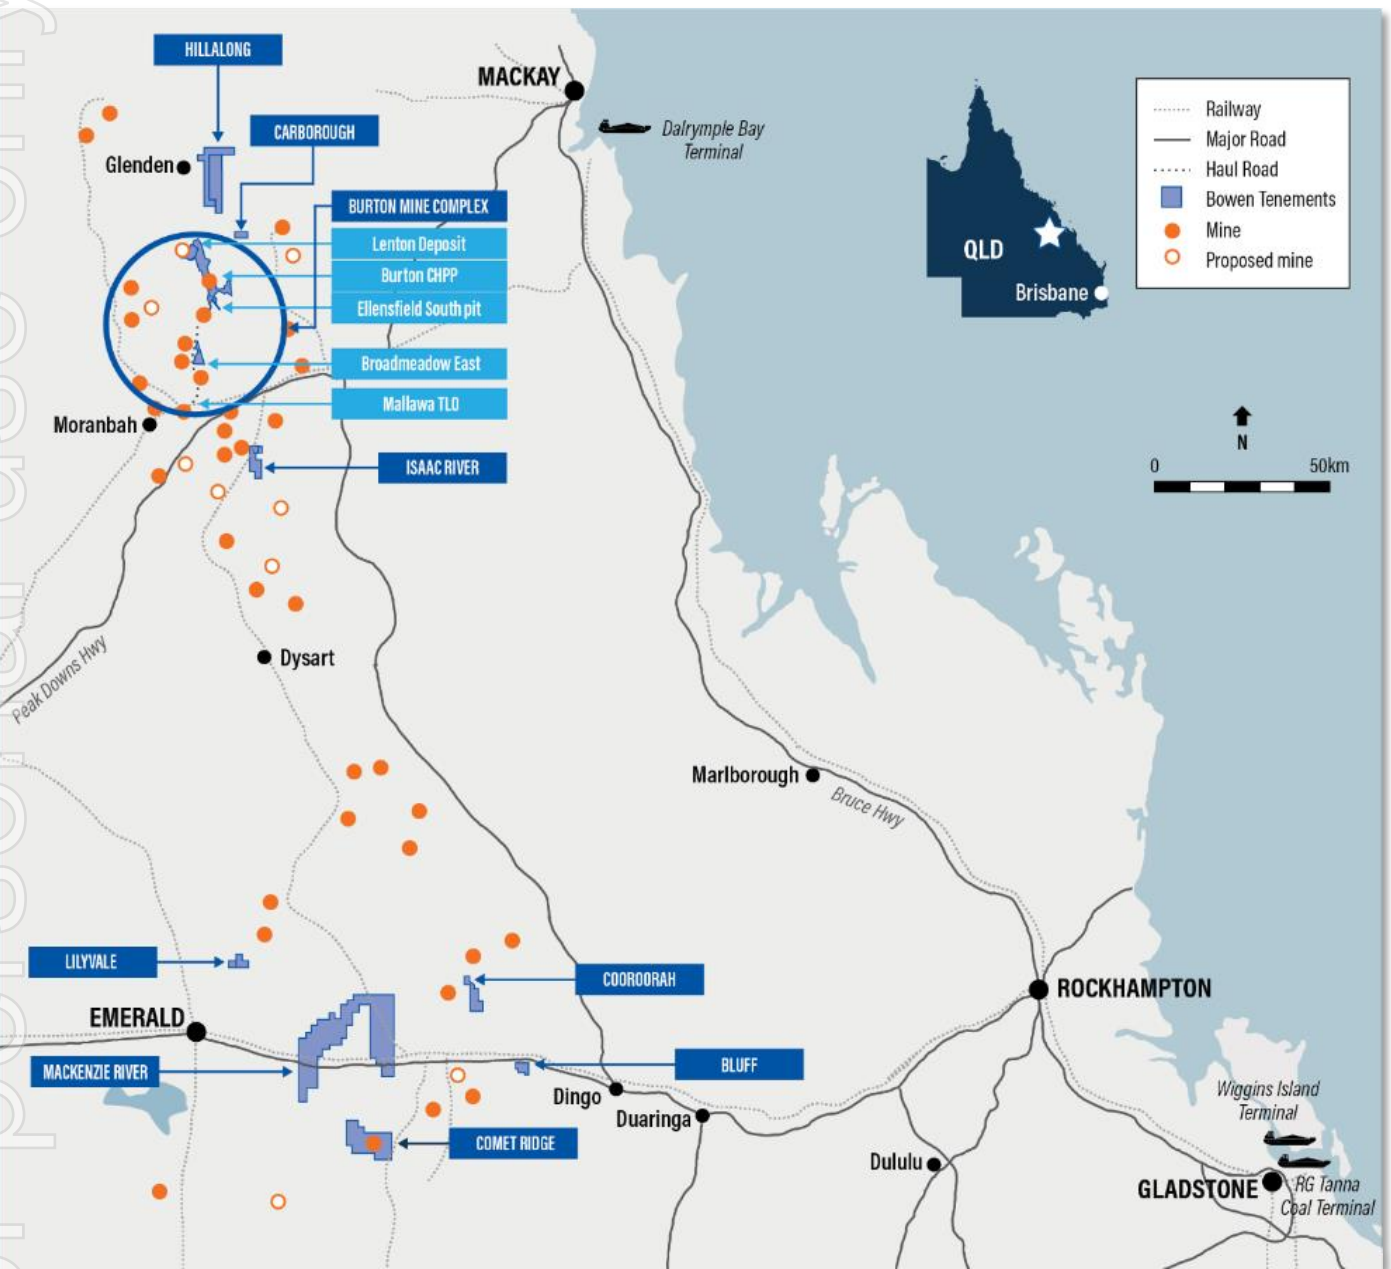 HILLALONG
MACKAY
CARBOROUGH
Dalrymple Bay
Terminal
Glenden
BURTON MINE COMPLEX
Lenton Deposit
Burton CHPP
Ellensfield South pit
Broadmeadow East
Mallawa TLO
Moranbah
ISAAC RIVER
QLD
Brisbane
Railway
Major Road
Haul Road
Bowen Tenements
Mine
Proposed mine
N
0 50km
Dysart
Peak Downs Hwy
Marlborough
Bruce Hwy
LILYVALE
COOROORAH
ROCKHAMPTON
EMERALD
MACKENZIE RIVER
BLUFF
Dingo
Duaringa
Wiggins Island
Terminal
COMET RIDGE
Dululu
GLADSTONE
RG Tanna
Coal Terminal